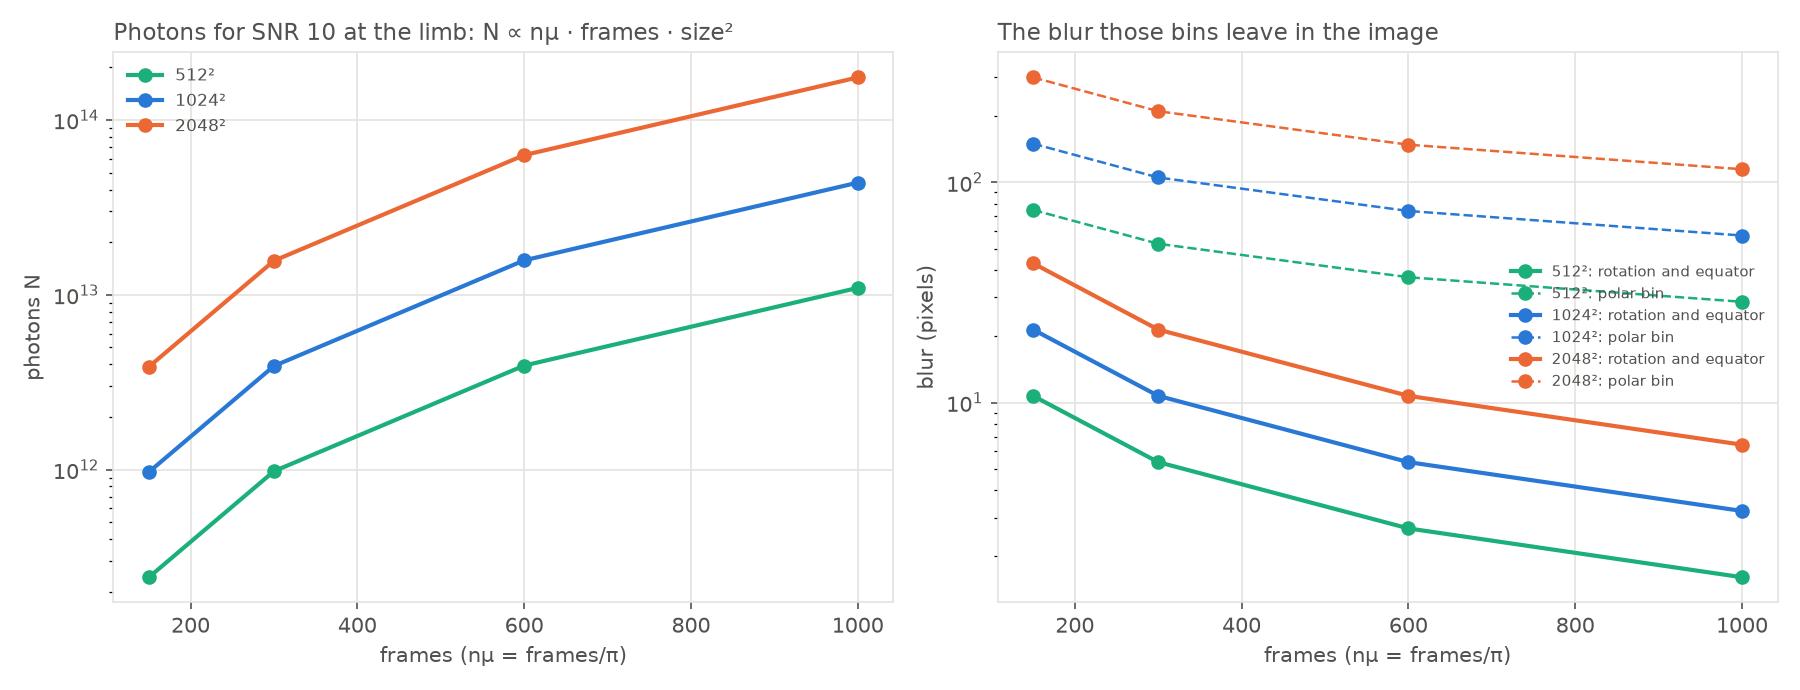 Photons for SNR 10 at the limb: N ∝ nμ · frames · size²
512²
1024²
2048²
10¹⁴
10¹³
10¹²
photons N
200
400
600
800
1000
frames (nμ = frames/π)
The blur those bins leave in the image
10²
10¹
blur (pixels)
512²: rotation and equator
512²: polar bin
1024²: rotation and equator
1024²: polar bin
2048²: rotation and equator
2048²: polar bin
200
400
600
800
1000
frames (nμ = frames/π)